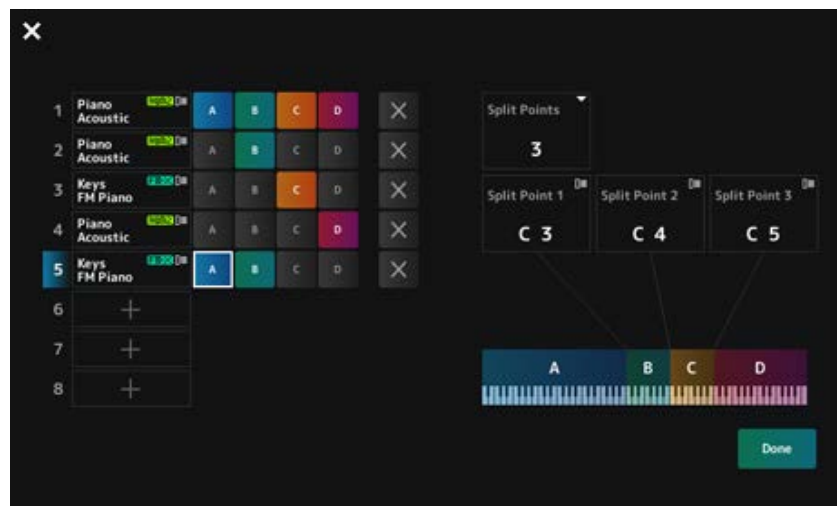 1 Piano Acoustic A B C D
2 Piano Acoustic A B C D
3 Keys FM Piano A B C D
4 Piano Acoustic A B C D
5 Keys FM Piano A B C D
6
7
8
Split Points
3
Split Point 1 Split Point 2 Split Point 3
C 3 C 4 C 5
A B C D
Done